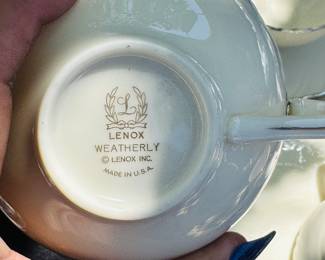 L
LENOX
WEATHERLY
© LENOX INC.
MADE IN U.S.A.